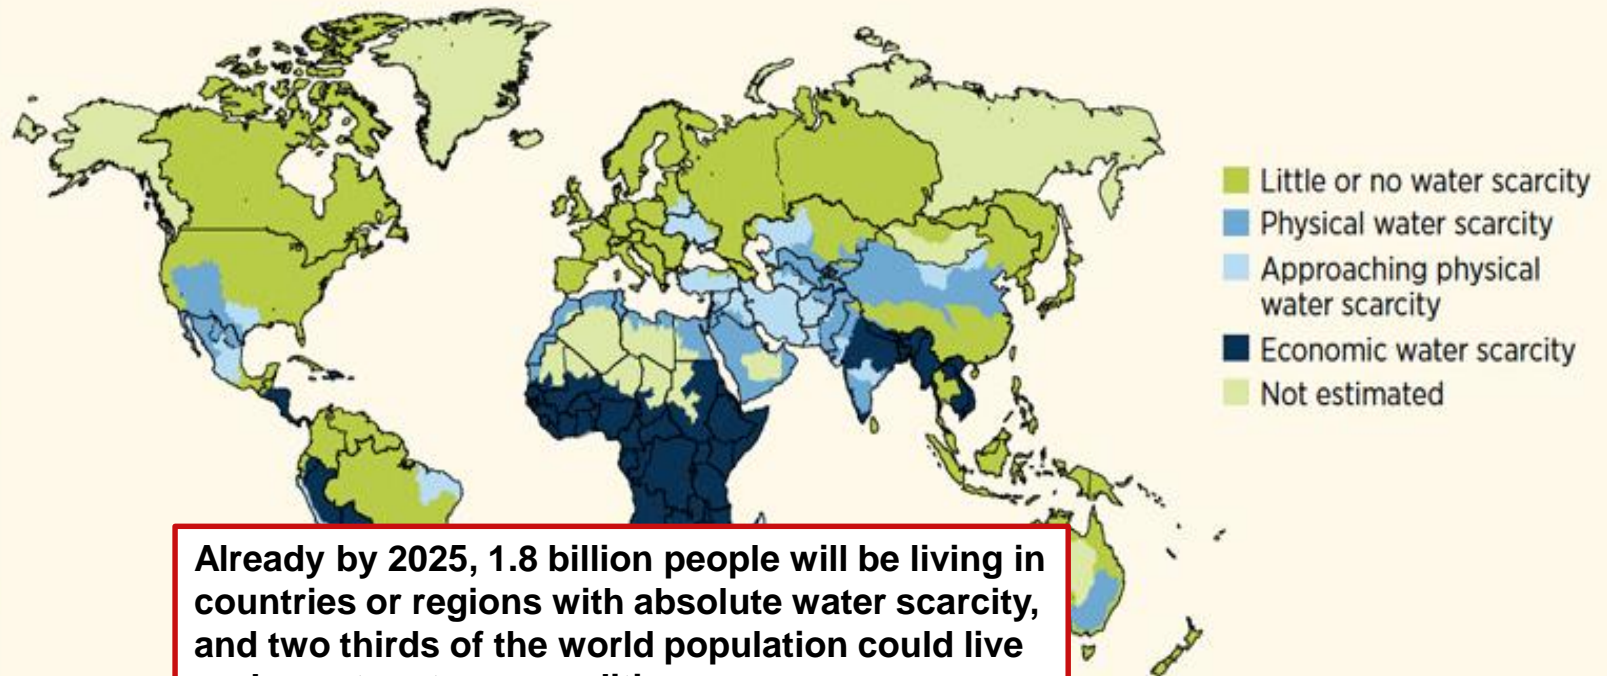 Little or no water scarcity
Physical water scarcity
Approaching physical
water scarcity
Economic water scarcity
Not estimated
Already by 2025, 1.8 billion people will be living in
countries or regions with absolute water scarcity,
and two thirds of the world population could live